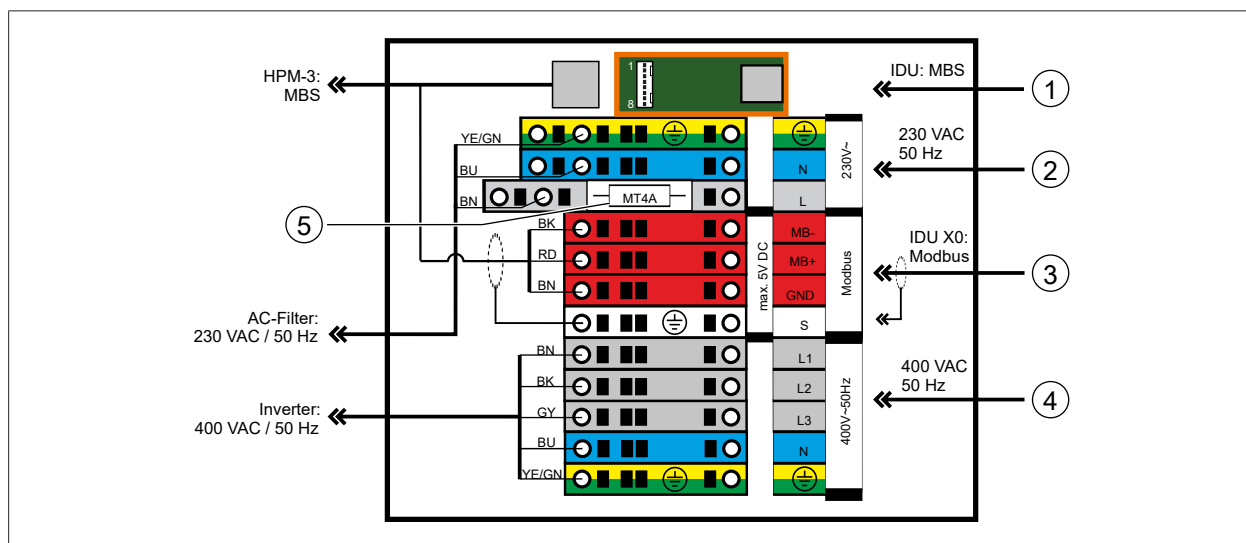 HPM-3:
MBS
1
8
IDU: MBS
1
YE/GN
230 VAC
50 Hz
230V~
2
BU
N
BN
MT4A
L
5
BK
MB-
RD
MB+
IDU X0:
Modbus
3
BN
GND
max. 5V DC
Modbus
S
AC-Filter:
230 VAC / 50 Hz
BN
L1
BK
L2
400 VAC
50 Hz
4
Inverter:
400 VAC / 50 Hz
GY
L3
400V~50Hz
BU
N
YE/GN